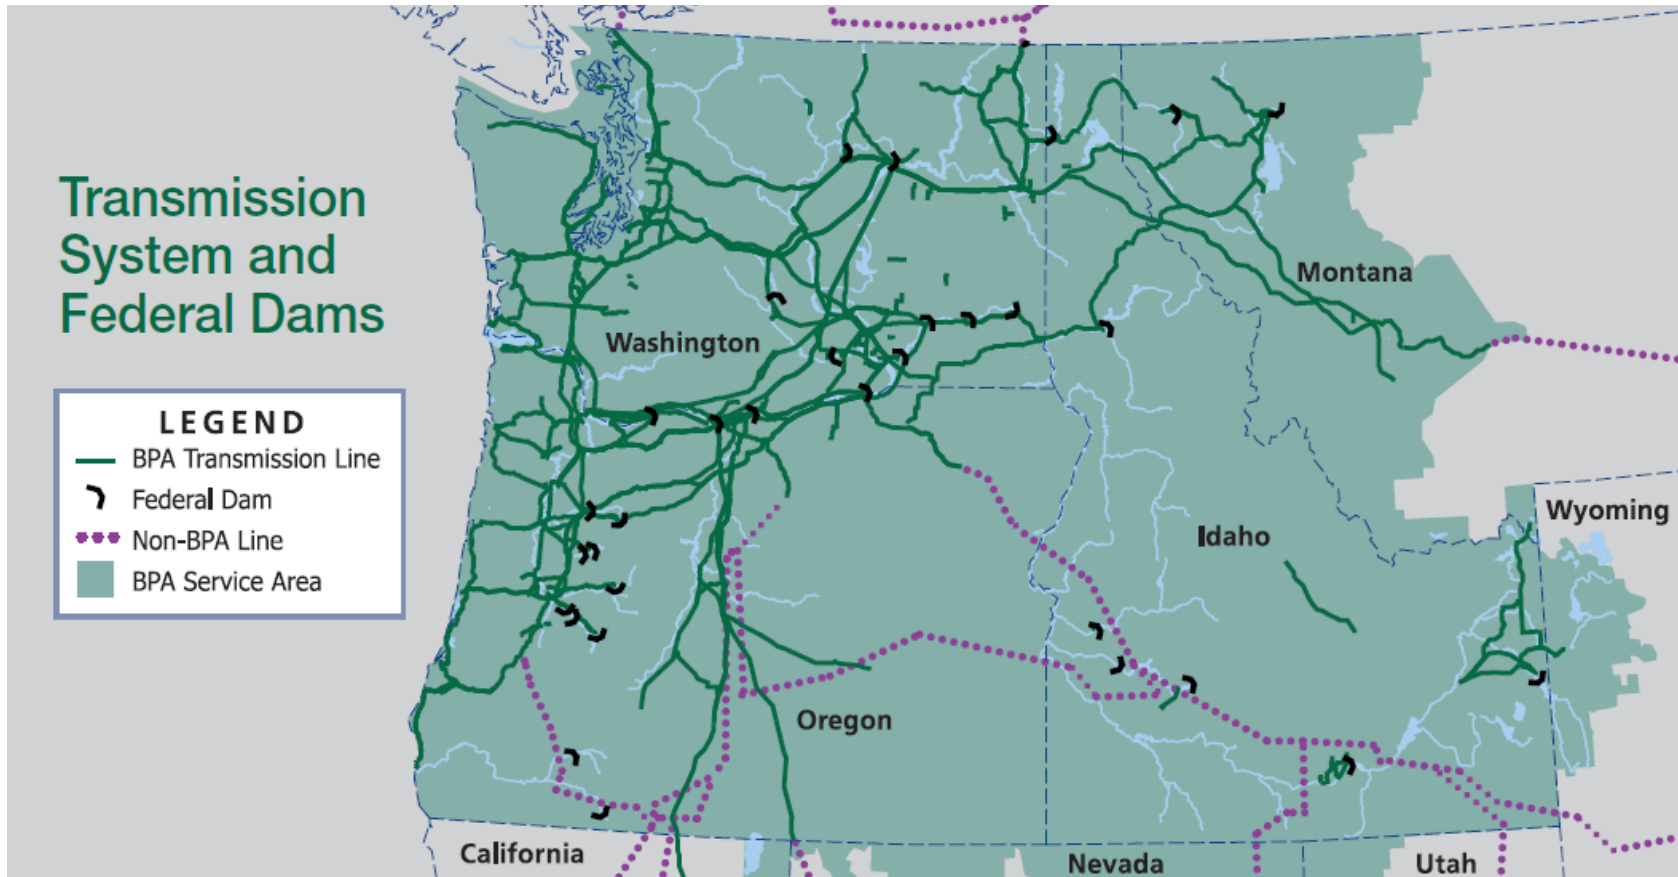 Transmission
System and
Federal Dams
LEGEND
BPA Transmission Line
Federal Dam
Non-BPA Line
BPA Service Area
Washington
Montana
Wyoming
Idaho
Oregon
California
Nevada
Utah